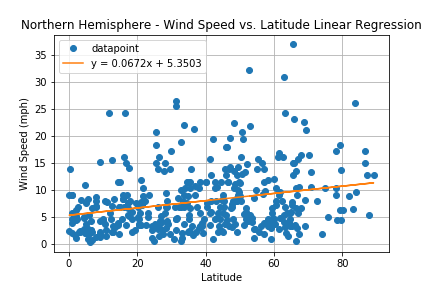 Northern Hemisphere - Wind Speed vs. Latitude Linear Regression
datapoint
y = 0.0672x + 5.3503
Wind Speed (mph)
35
30
25
20
15
10
5
0
0 20 40 60 80
Latitude